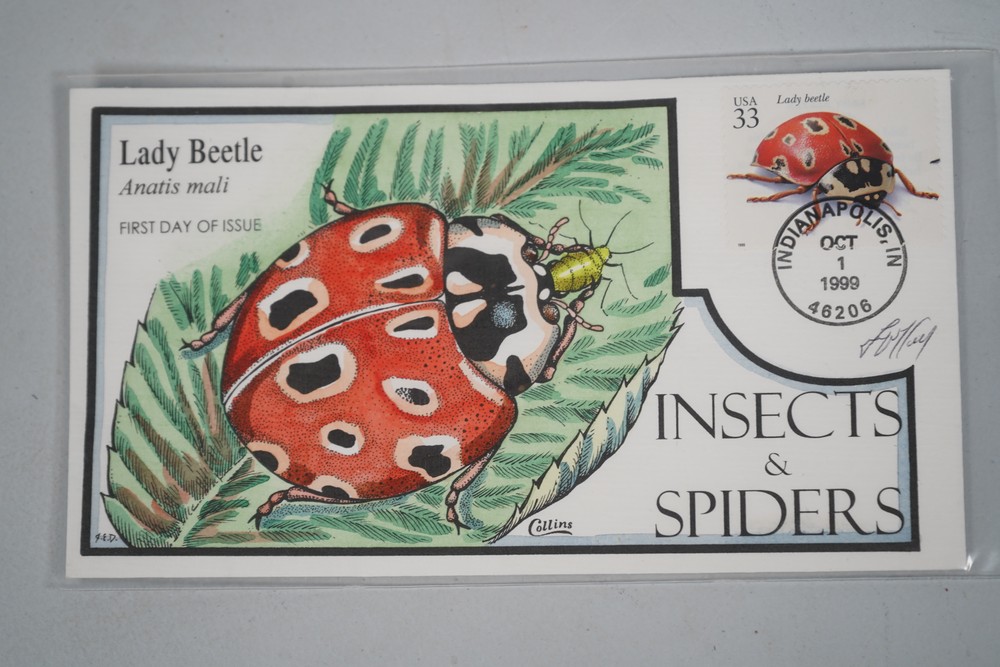 Lady Beetle
Anatis mali
FIRST DAY OF ISSUE
USA
33
Lady beetle
INDIANAPOLIS, IN
OCT
1
1999
46206
INSECTS
&
SPIDERS
Collins